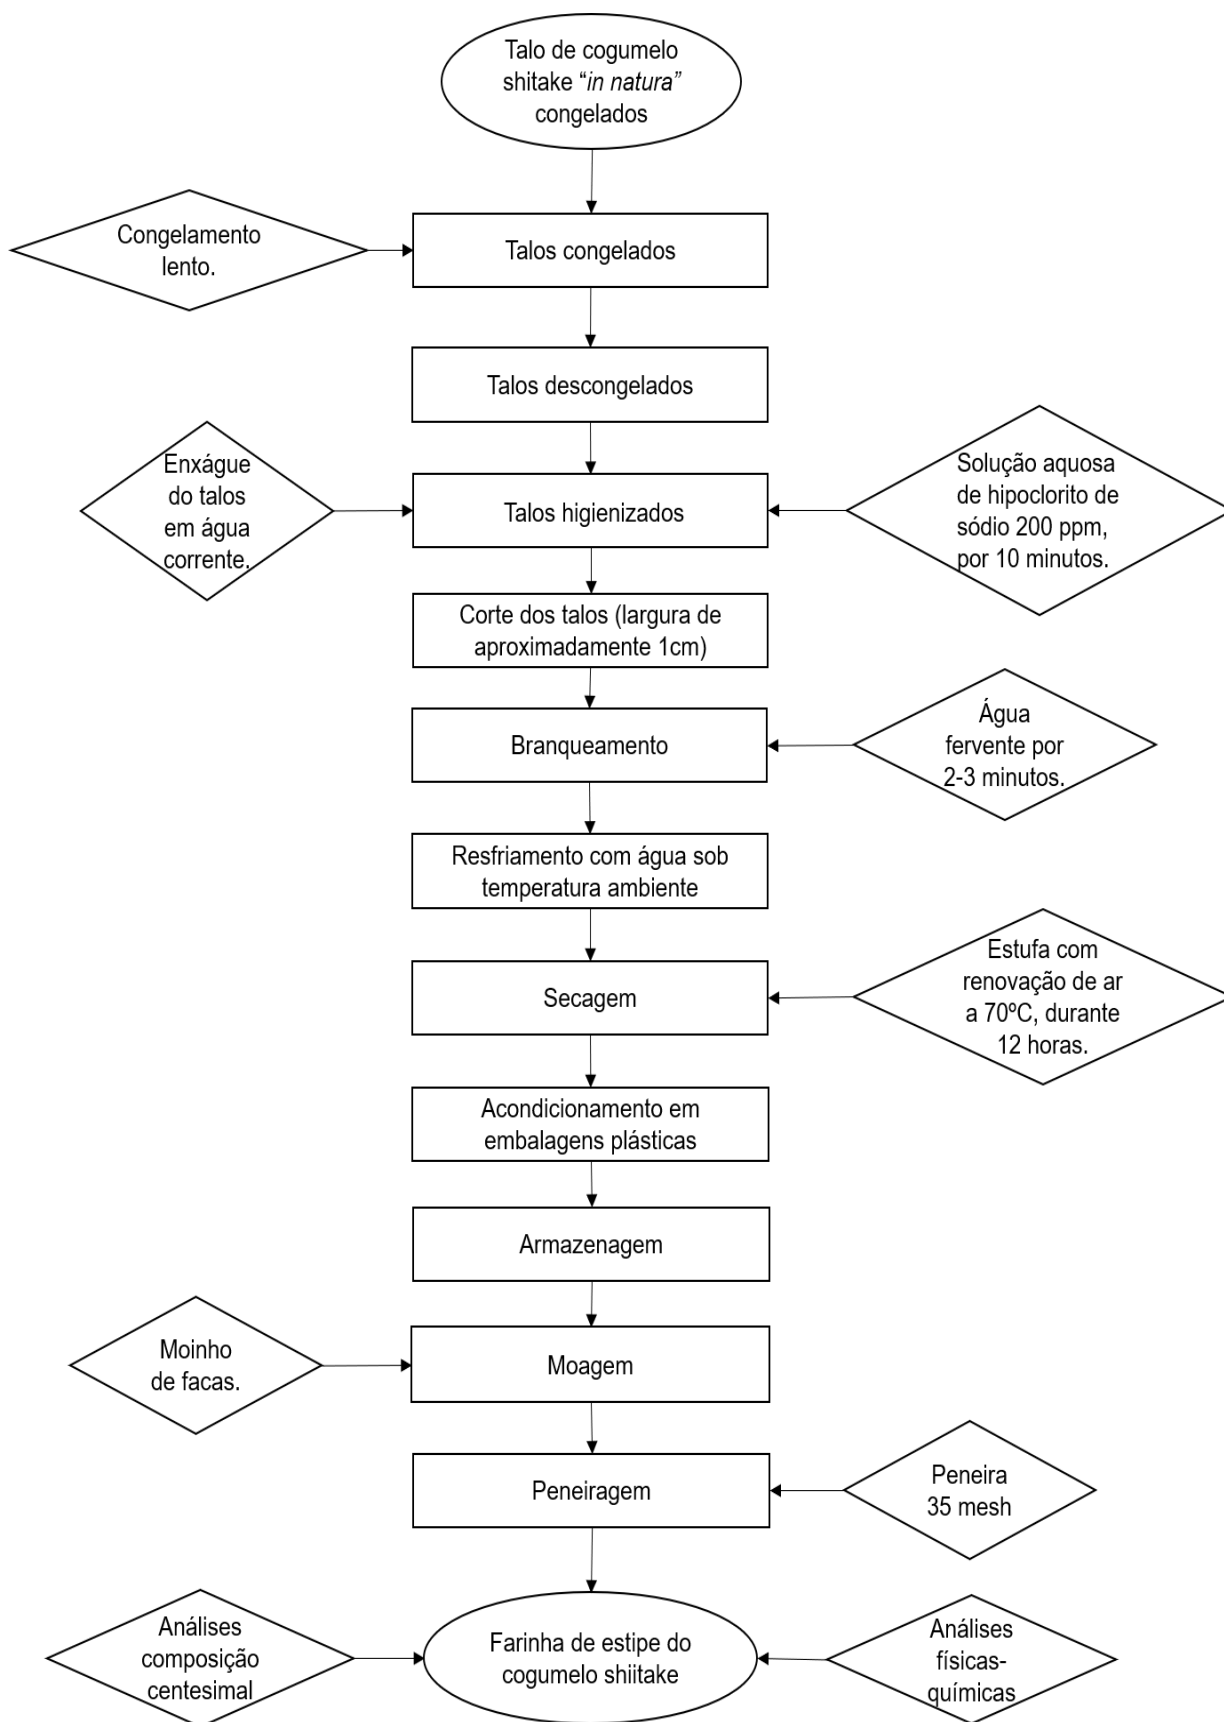 Talo de cogumelo
shitake “in natura”
congelados
Congelamento
lento.
Talos congelados
Talos descongelados
Enxágue
do talos
em água
corrente.
Talos higienizados
Solução aquosa
de hipoclorito de
sódio 200 ppm,
por 10 minutos.
Corte dos talos (largura de
aproximadamente 1cm)
Branqueamento
Água
fervente por
2-3 minutos.
Resfriamento com água sob
temperatura ambiente
Secagem
Estufa com
renovação de ar
a 70ºC, durante
12 horas.
Acondicionamento em
embalagens plásticas
Armazenagem
Moinho
de facas.
Moagem
Peneiragem
Peneira
35 mesh
Análises
composição
centesimal
Farinha de estipe do
cogumelo shiitake
Análises
físicas-
químicas